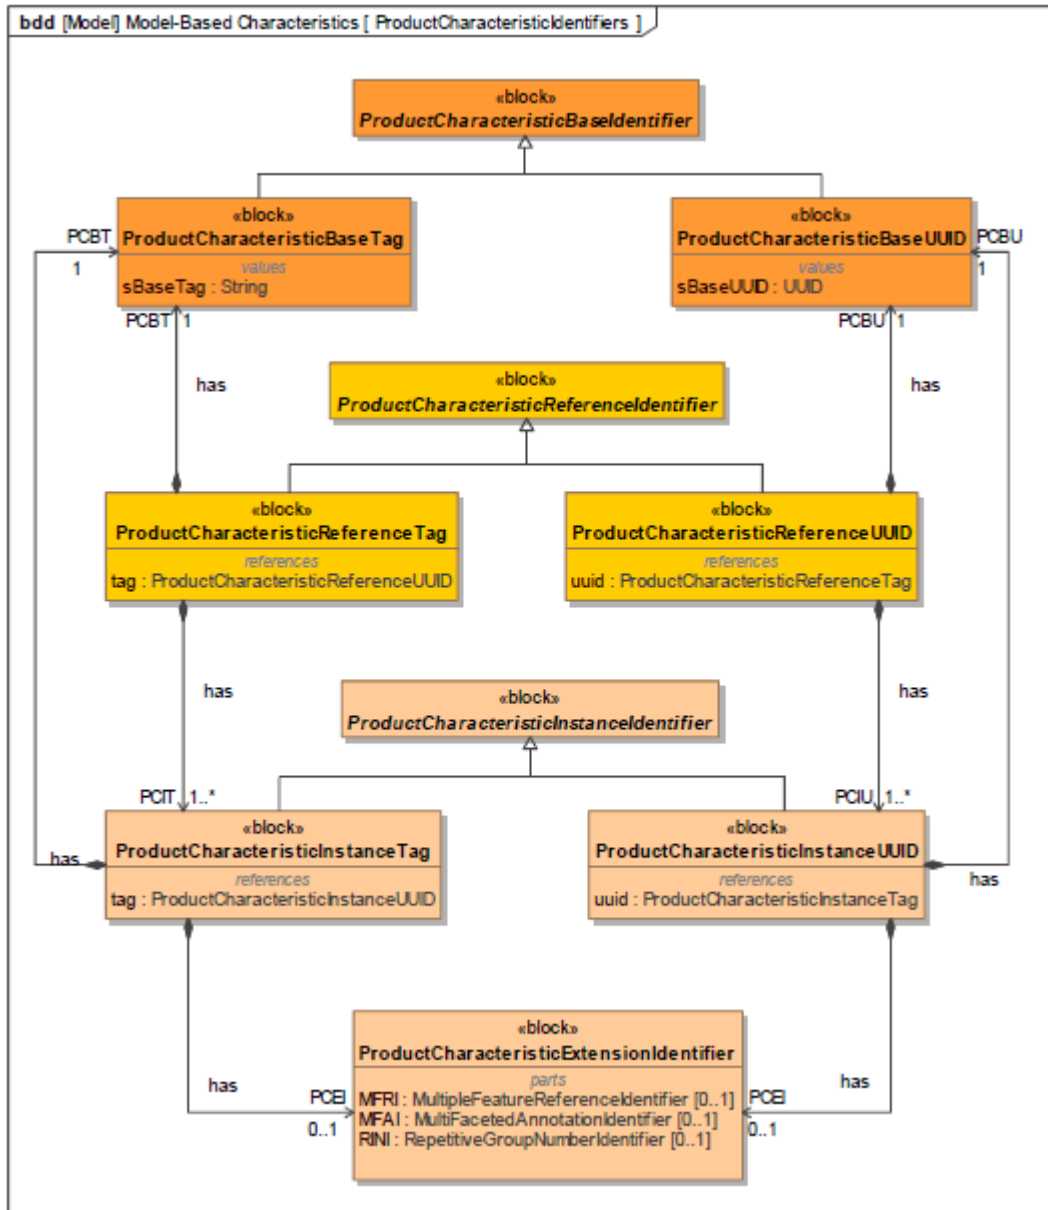 bdd [Model] Model-Based Characteristics [ ProductCharacteristicIdentifiers ]
«block»
ProductCharacteristicBaseIdentifier
«block»
ProductCharacteristicBaseTag
values
sBaseTag : String
«block»
ProductCharacteristicBaseUUID
values
sBaseUUID : UUID
PCBT
1
PCBU
1
PCBT 1
PCBU 1
has
has
«block»
ProductCharacteristicReferenceIdentifier
«block»
ProductCharacteristicReferenceTag
references
tag : ProductCharacteristicReferenceUUID
«block»
ProductCharacteristicReferenceUUID
references
uuid : ProductCharacteristicReferenceTag
has
has
«block»
ProductCharacteristicInstanceIdentifier
PCIT 1..*
PCIU 1..*
«block»
ProductCharacteristicInstanceTag
references
tag : ProductCharacteristicInstanceUUID
«block»
ProductCharacteristicInstanceUUID
references
uuid : ProductCharacteristicInstanceTag
has
has
«block»
ProductCharacteristicExtensionIdentifier
parts
MFRI : MultipleFeatureReferenceIdentifier [0..1]
MFAI : MultiFacetedAnnotationIdentifier [0..1]
RINI : RepetitiveGroupNumberIdentifier [0..1]
has
PCEI
0..1
has
PCEI
0..1